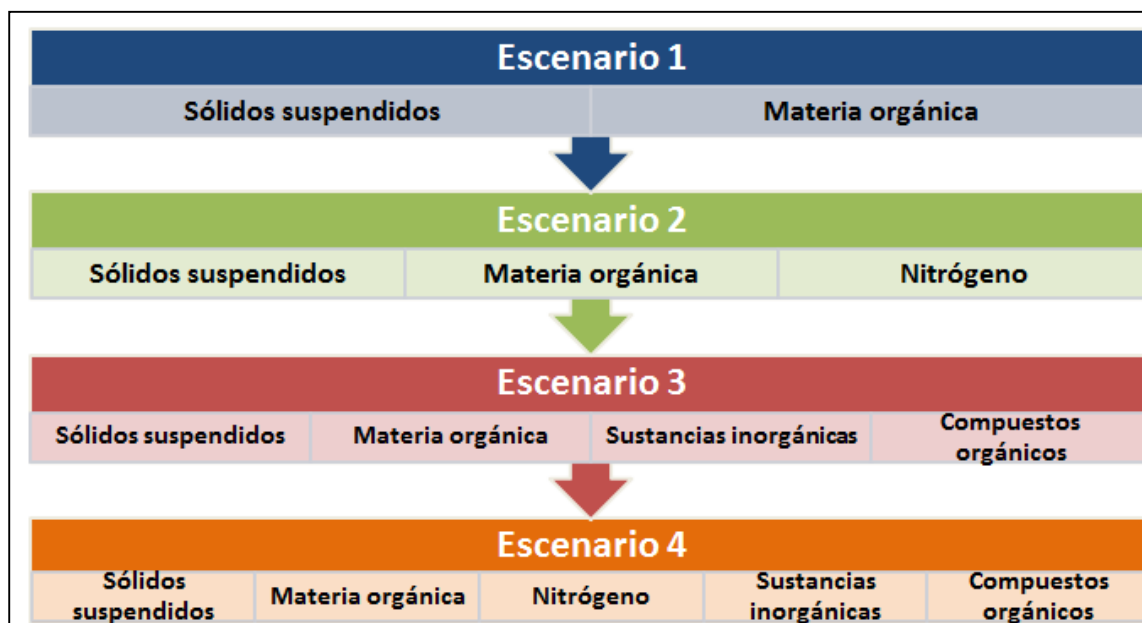 Escenario 1
Sólidos suspendidos Materia orgánica
Escenario 2
Sólidos suspendidos Materia orgánica Nitrógeno
Escenario 3
Sólidos suspendidos Materia orgánica Sustancias inorgánicas Compuestos
orgánicos
Escenario 4
Sólidos
suspendidos Materia orgánica Nitrógeno Sustancias
inorgánicas Compuestos
orgánicos